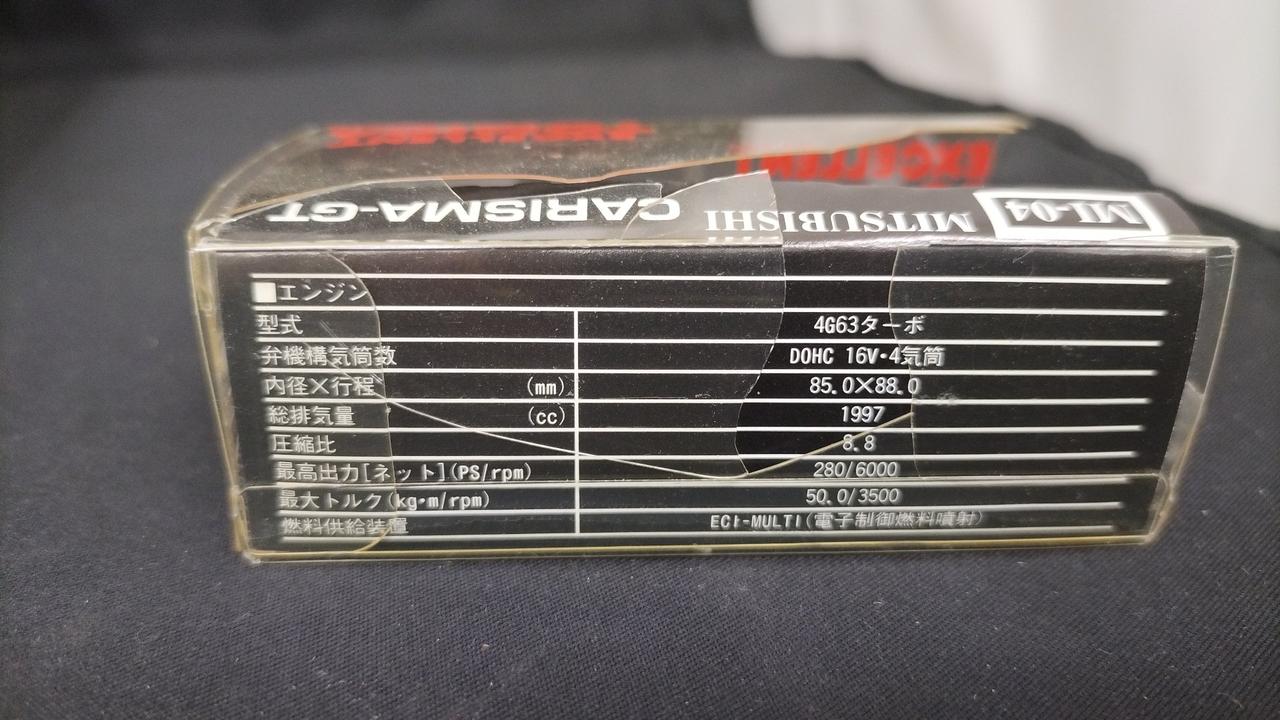 MI-04 MITSUBISHI CARISMA-GT
■エンジン
型式 4G63ターボ
弁機構気筒数 DOHC 16V・4気筒
内径×行程 (mm) 85.0×88.0
総排気量 (cc) 1997
圧縮比 8.8
最高出力[ネット](PS/rpm) 280/6000
最大トルク(kg・m/rpm) 50.0/3500
燃料供給装置 ECI-MULTI(電子制御燃料噴射)